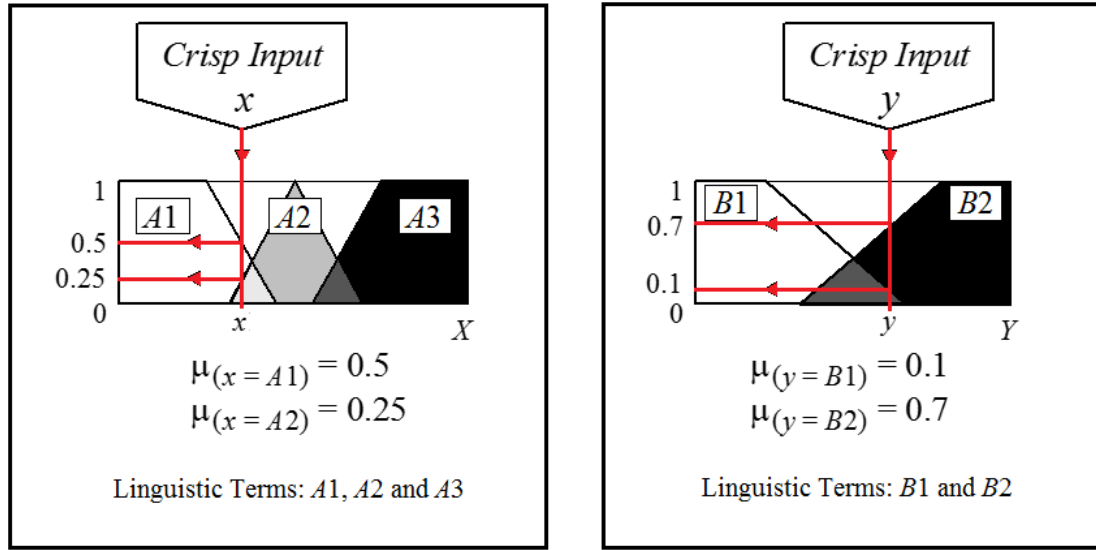 Crisp Input
x
1
A1
A2
A3
0.5
0.25
0
x
X
μ(x = A1) = 0.5
μ(x = A2) = 0.25
Linguistic Terms: A1, A2 and A3
Crisp Input
y
1
B1
B2
0.7
0.1
0
y
Y
μ(y = B1) = 0.1
μ(y = B2) = 0.7
Linguistic Terms: B1 and B2